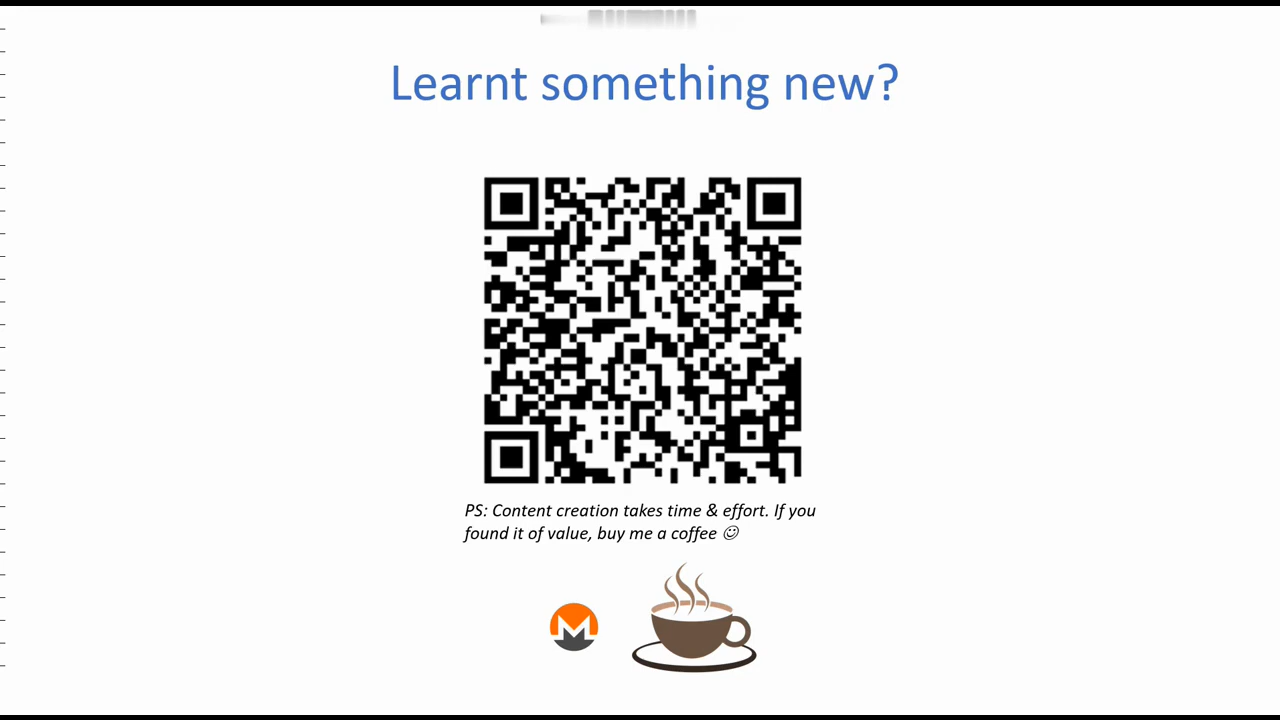 Learnt something new?
PS: Content creation takes time & effort. If you
found it of value, buy me a coffee ☺